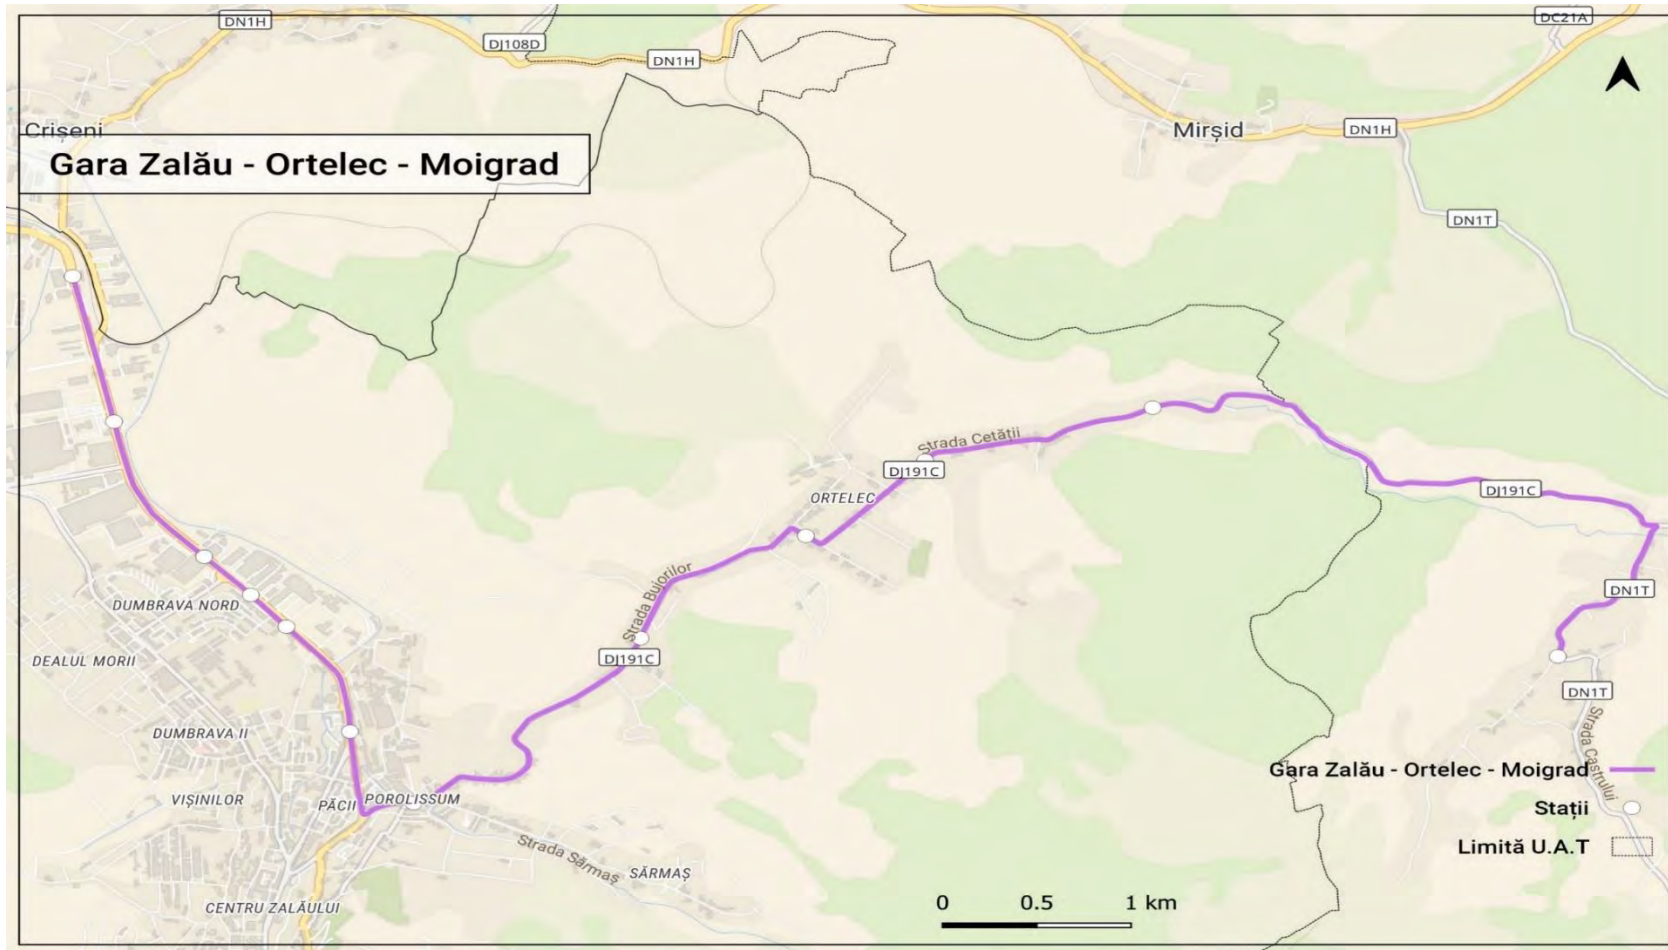 DN1H
DC21A
DJ108D
DN1H
Crișeni
Mirșid
DN1H
Gara Zalău - Ortelec - Moigrad
DN1T
Strada Cetății
DJ191C
ORTELEC
DJ191C
Strada Bujorilor
DUMBRAVA NORD
DN1T
DEALUL MORII
DJ191C
DN1T
Strada Castrului
DUMBRAVA II
Gara Zalău - Ortelec - Moigrad
VIȘINILOR
PĂCII
POROLISSUM
Stații
Strada Sărmaș
SĂRMAȘ
Limită U.A.T
CENTRU ZALĂULUI
0 0.5 1 km